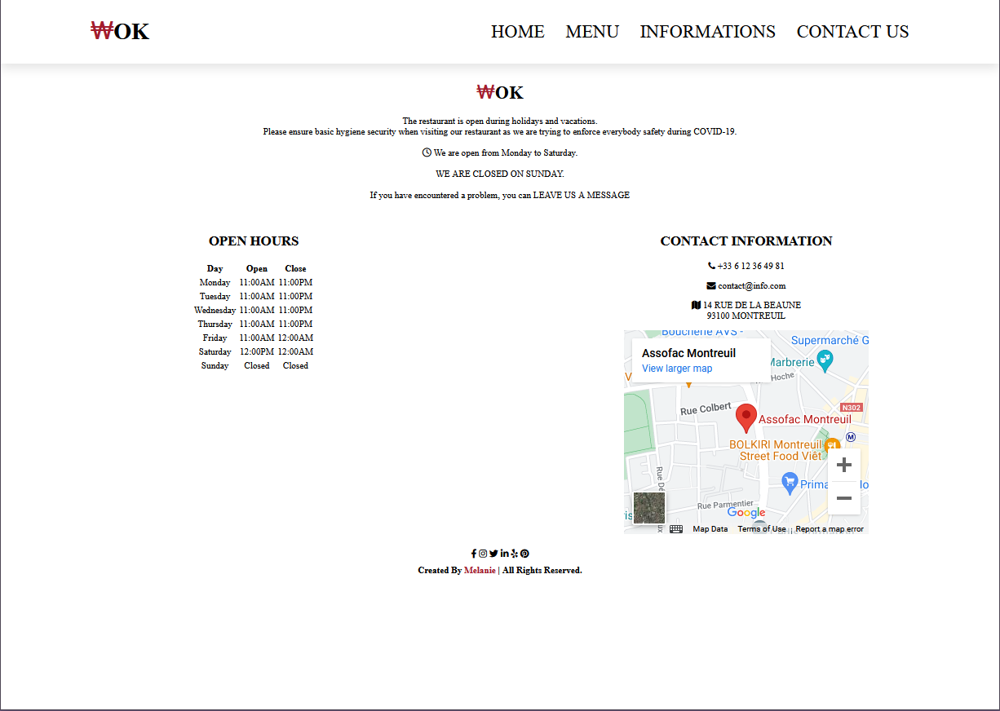 ₩OK
HOME MENU INFORMATIONS CONTACT US
₩OK
The restaurant is open during holidays and vacations.
Please ensure basic hygiene security when visiting our restaurant as we are trying to enforce everybody safety during COVID-19.
We are open from Monday to Saturday.
WE ARE CLOSED ON SUNDAY.
If you have encountered a problem, you can LEAVE US A MESSAGE
OPEN HOURS
Day Open Close
Monday 11:00AM 11:00PM
Tuesday 11:00AM 11:00PM
Wednesday 11:00AM 11:00PM
Thursday 11:00AM 11:00PM
Friday 11:00AM 12:00AM
Saturday 12:00PM 12:00AM
Sunday Closed Closed
CONTACT INFORMATION
+33 6 12 36 49 81
contact@info.com
14 RUE DE LA BEAUNE
93100 MONTREUIL
Boucherie AVS -
Supermarché G
Assofac Montreuil
View larger map
Marbrerie
Hoche
Rue Colbert
N302
Assofac Montreuil
M
BOLKIRI Montreuil
Street Food Viêt.
Rue Dé
Prima
Rue Parmentier
Google
Map Data Terms of Use Report a map error
Created By Melanie | All Rights Reserved.